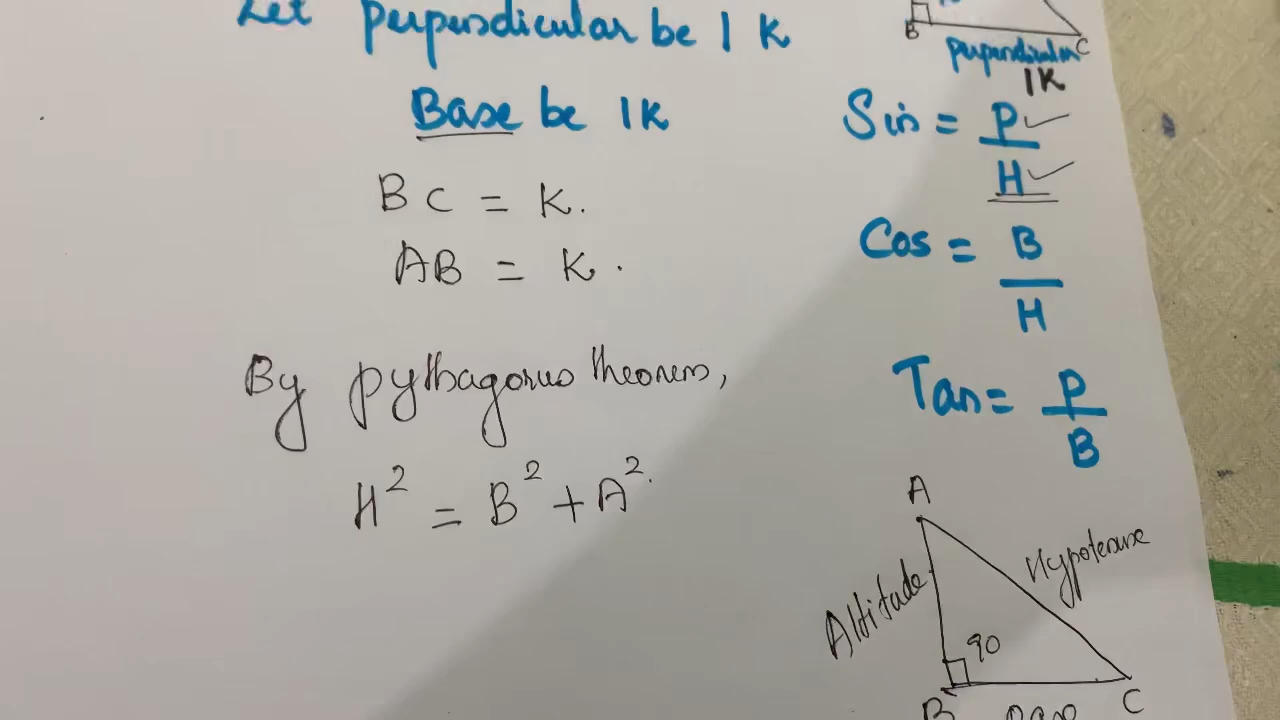 Let perpendicular be 1 K
Base be 1K
BC = K.
AB = K.
By pythagorus theorem,
H² = B² + A².
B
C
perpendicular
1K
Sin = P
H
Cos = B
H
Tan = P
B
A
Altitude
Hypotenuse
90
B
C